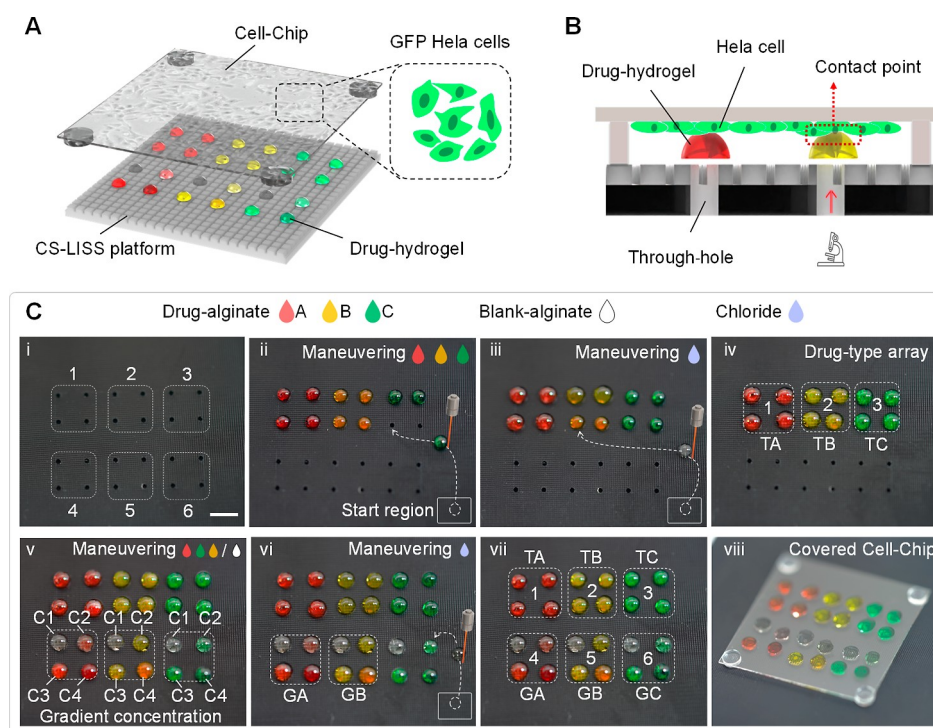 A
Cell-Chip
GFP Hela cells
CS-LISS platform
Drug-hydrogel
B
Hela cell
Drug-hydrogel
Contact point
Through-hole
C
Drug-alginate A B C
Blank-alginate
Chloride
i
1 2 3
4 5 6
ii
Maneuvering
Start region
iii
Maneuvering
iv
Drug-type array
1 2 3
TA TB TC
v
Maneuvering /
C1 C2 C1 C2 C1 C2
C3 C4 C3 C4 C3 C4
Gradient concentration
vi
Maneuvering
GA GB
vii
TA TB TC
1 2 3
4 5 6
GA GB GC
viii
Covered Cell-Chip